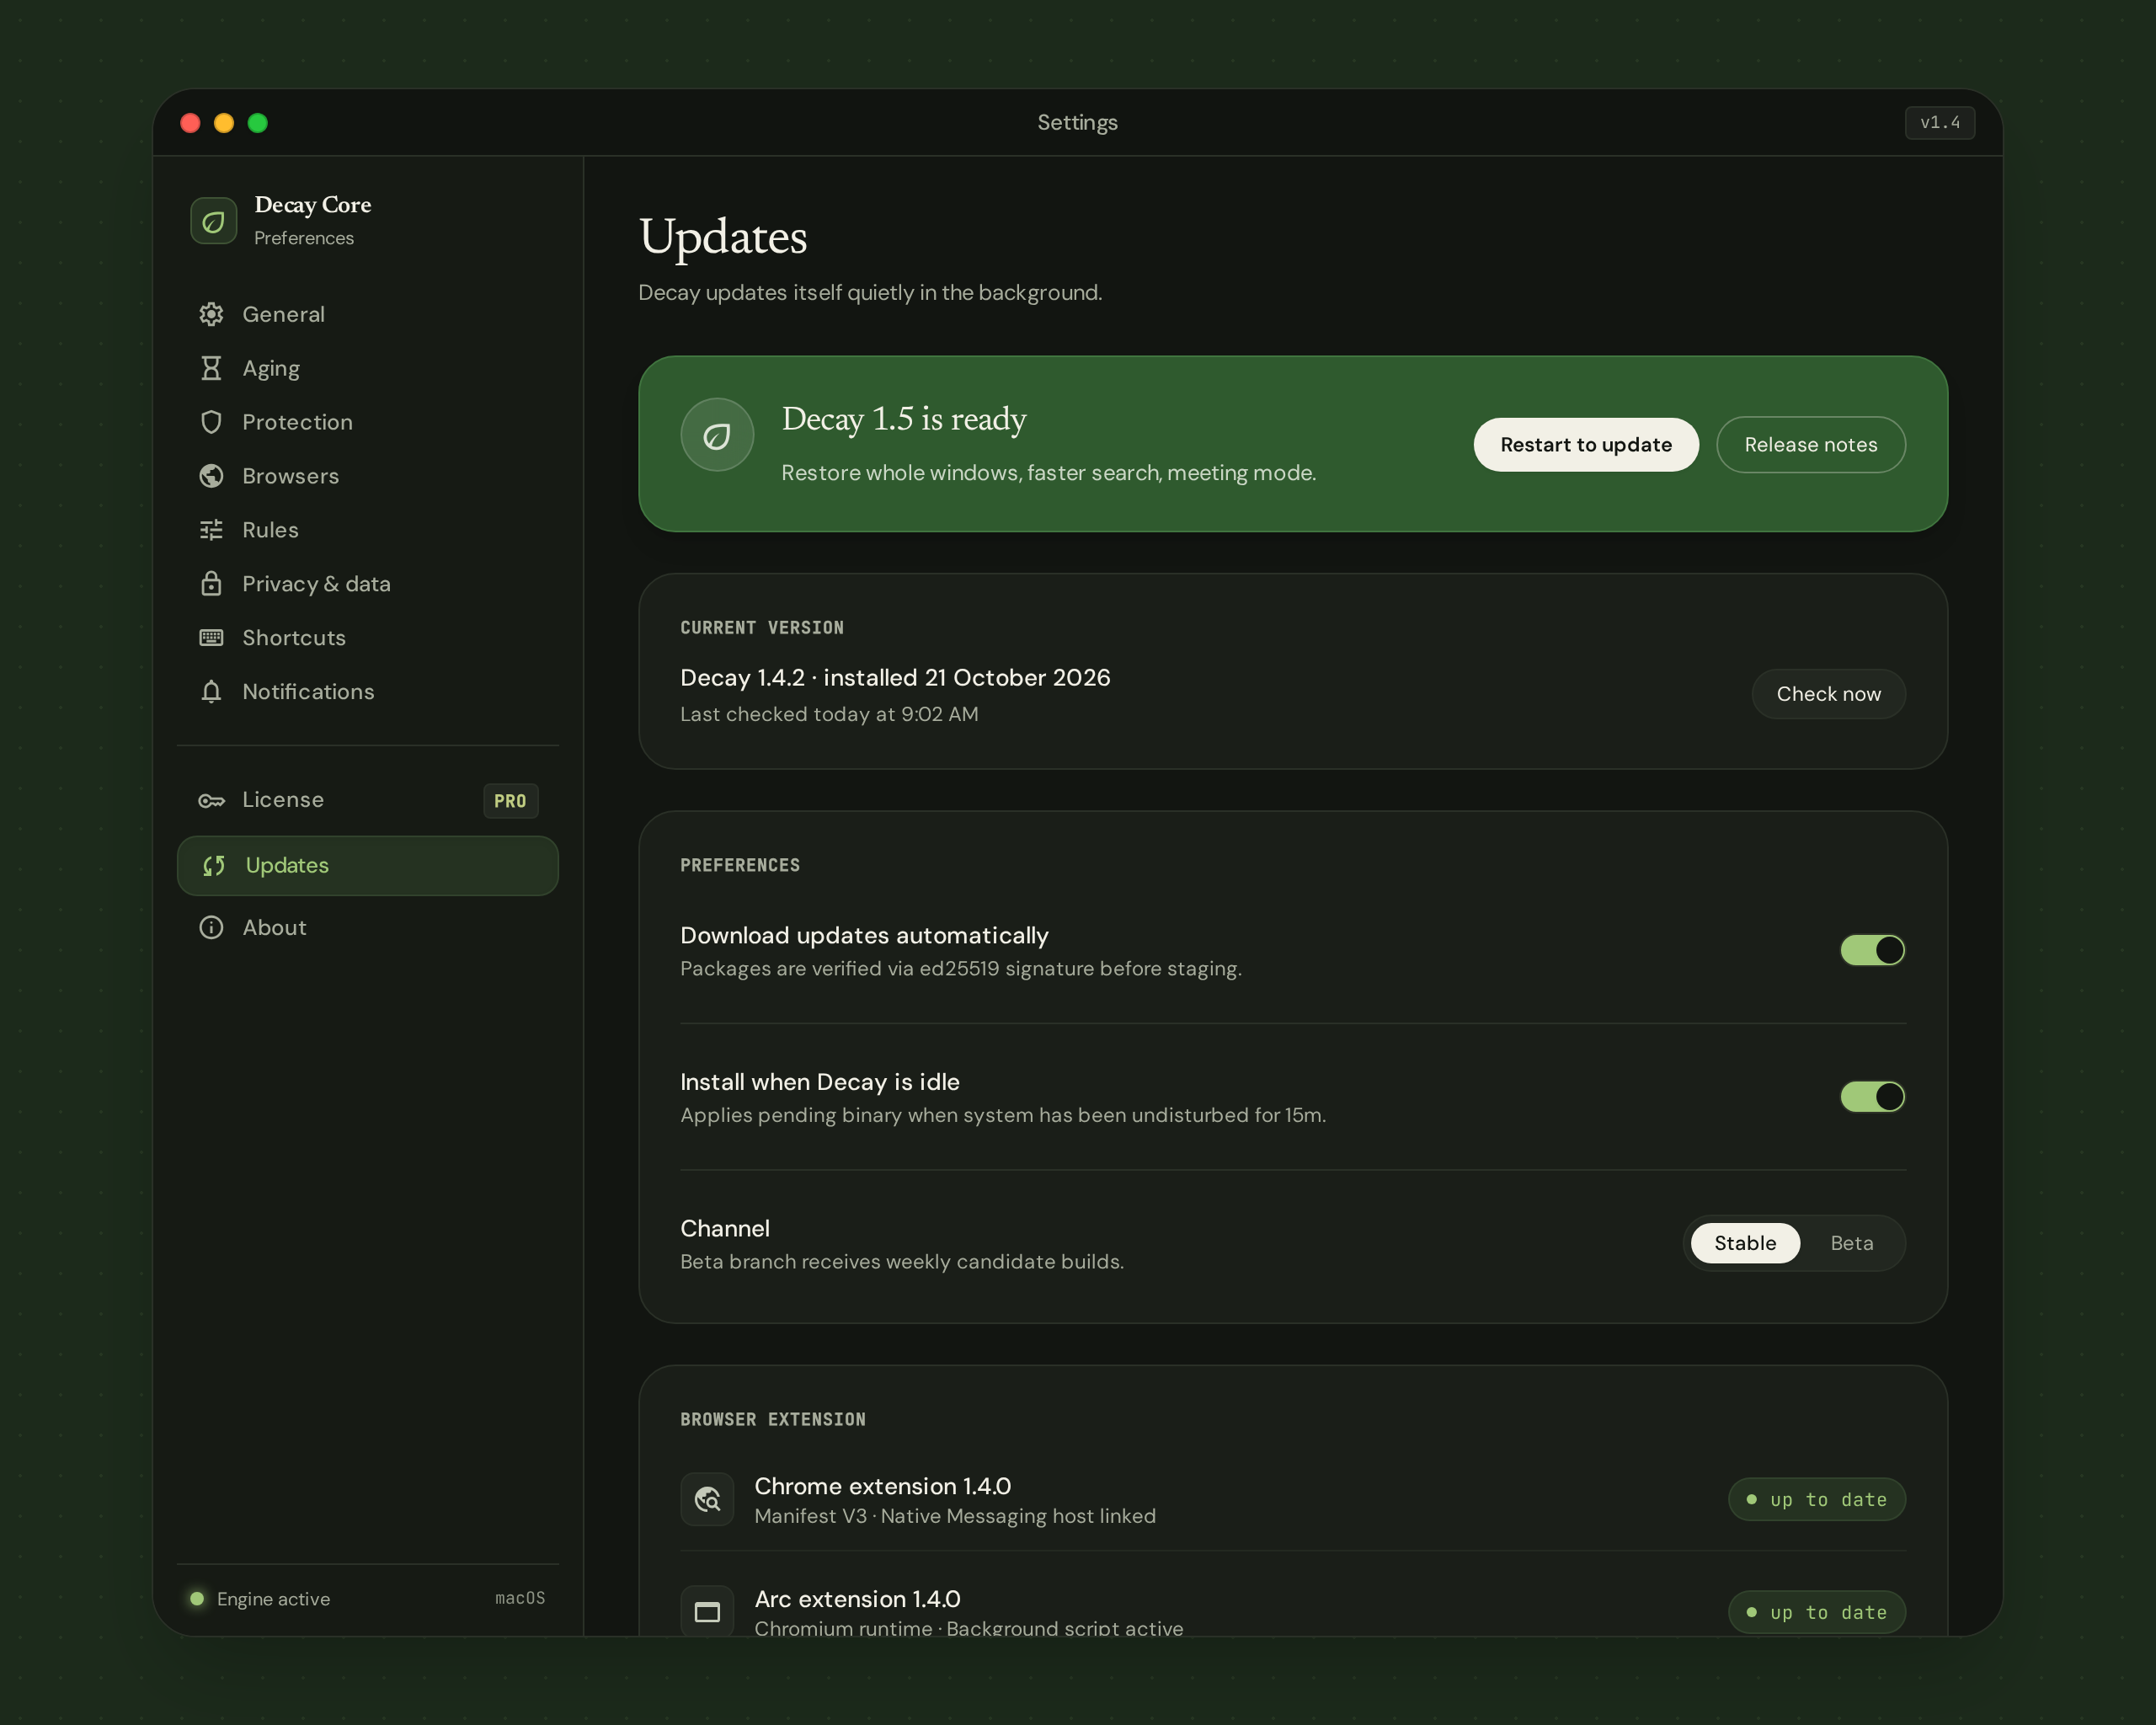 Settings
v1.4
Decay Core
Preferences
General
Aging
Protection
Browsers
Rules
Privacy & data
Shortcuts
Notifications
License
PRO
Updates
About
Engine active
macOS
Updates
Decay updates itself quietly in the background.
Decay 1.5 is ready
Restore whole windows, faster search, meeting mode.
Restart to update
Release notes
CURRENT VERSION
Decay 1.4.2 · installed 21 October 2026
Last checked today at 9:02 AM
Check now
PREFERENCES
Download updates automatically
Packages are verified via ed25519 signature before staging.
Install when Decay is idle
Applies pending binary when system has been undisturbed for 15m.
Channel
Beta branch receives weekly candidate builds.
Stable
Beta
BROWSER EXTENSION
Chrome extension 1.4.0
Manifest V3 · Native Messaging host linked
up to date
Arc extension 1.4.0
Chromium runtime · Background script active
up to date